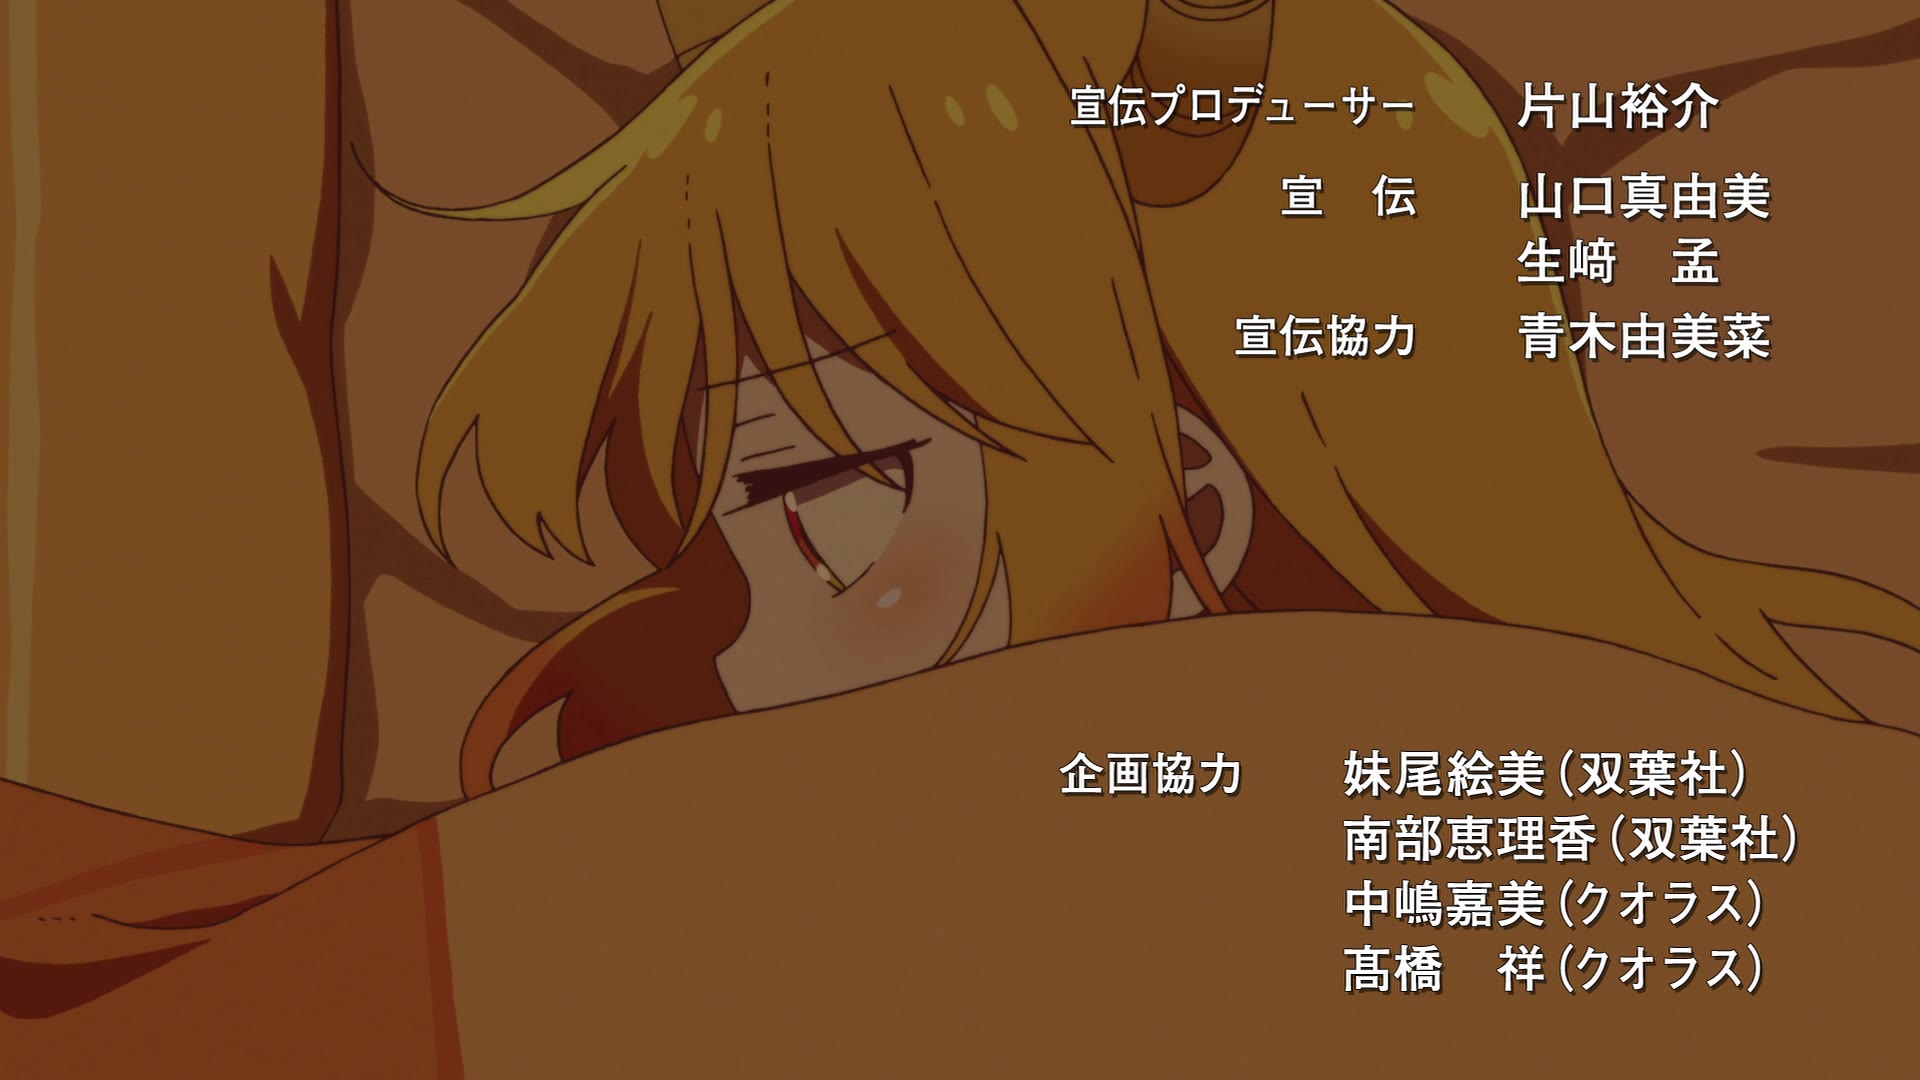 宣伝プロデューサー　片山裕介
宣　伝　山口真由美
生﨑　孟
宣伝協力　青木由美菜
企画協力　妹尾絵美(双葉社)
南部恵理香(双葉社)
中嶋嘉美(クオラス)
髙橋　祥(クオラス)